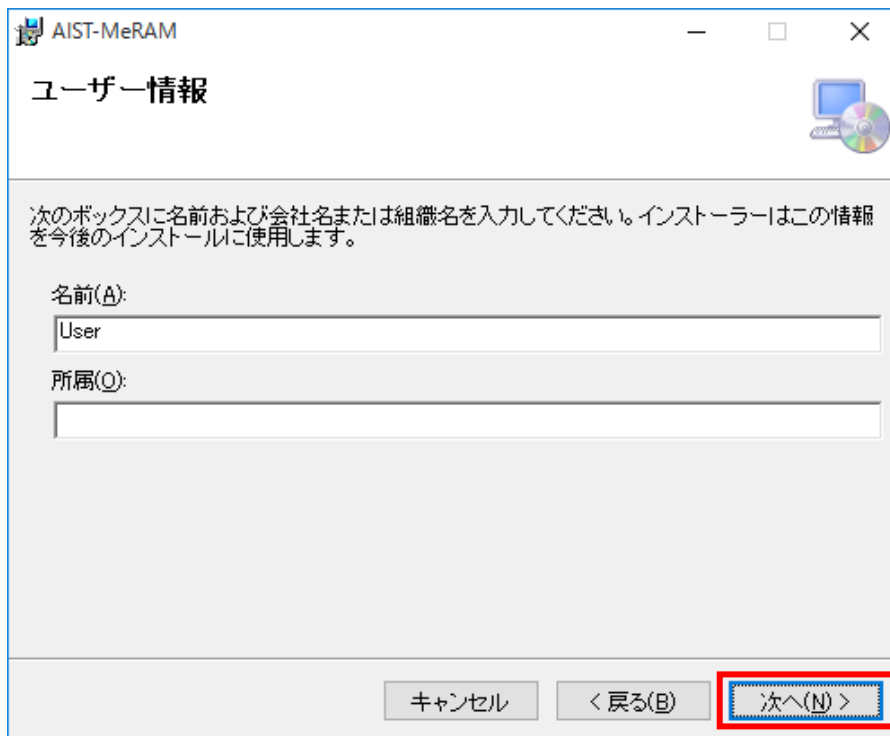 AIST-MeRAM
ユーザー情報
次のボックスに名前および会社名または組織名を入力してください。インストーラーはこの情報
を今後のインストールに使用します。
名前(A):
User
所属(O):
キャンセル
< 戻る(B)
次へ(N) >